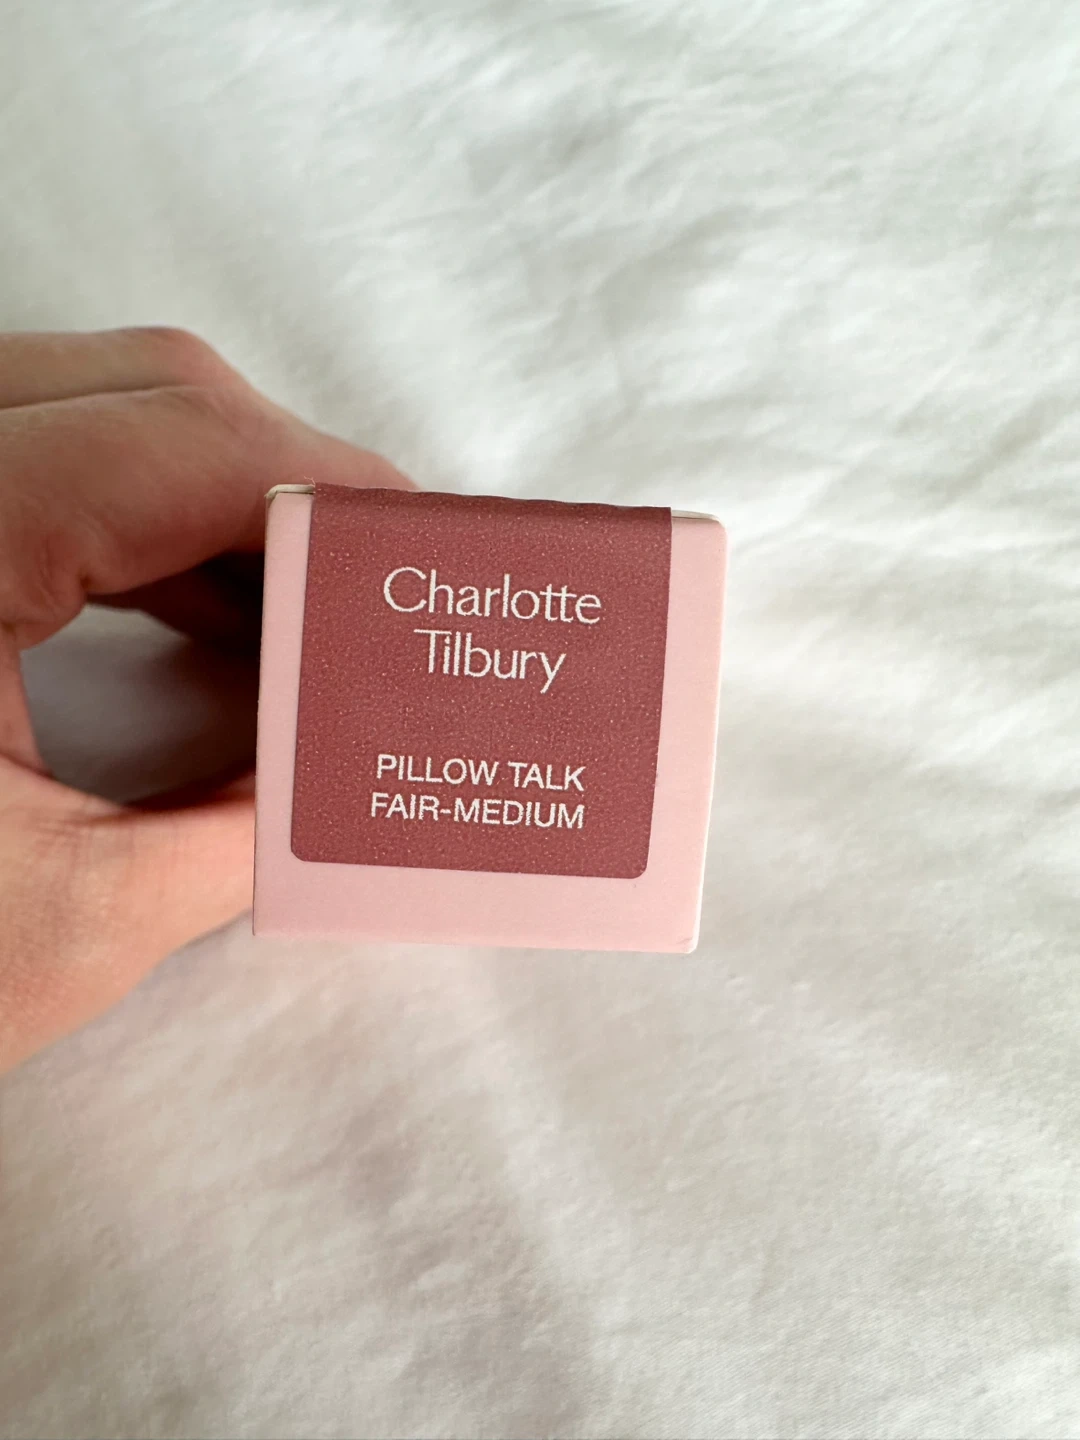 Charlotte
Tilbury
PILLOW TALK
FAIR-MEDIUM